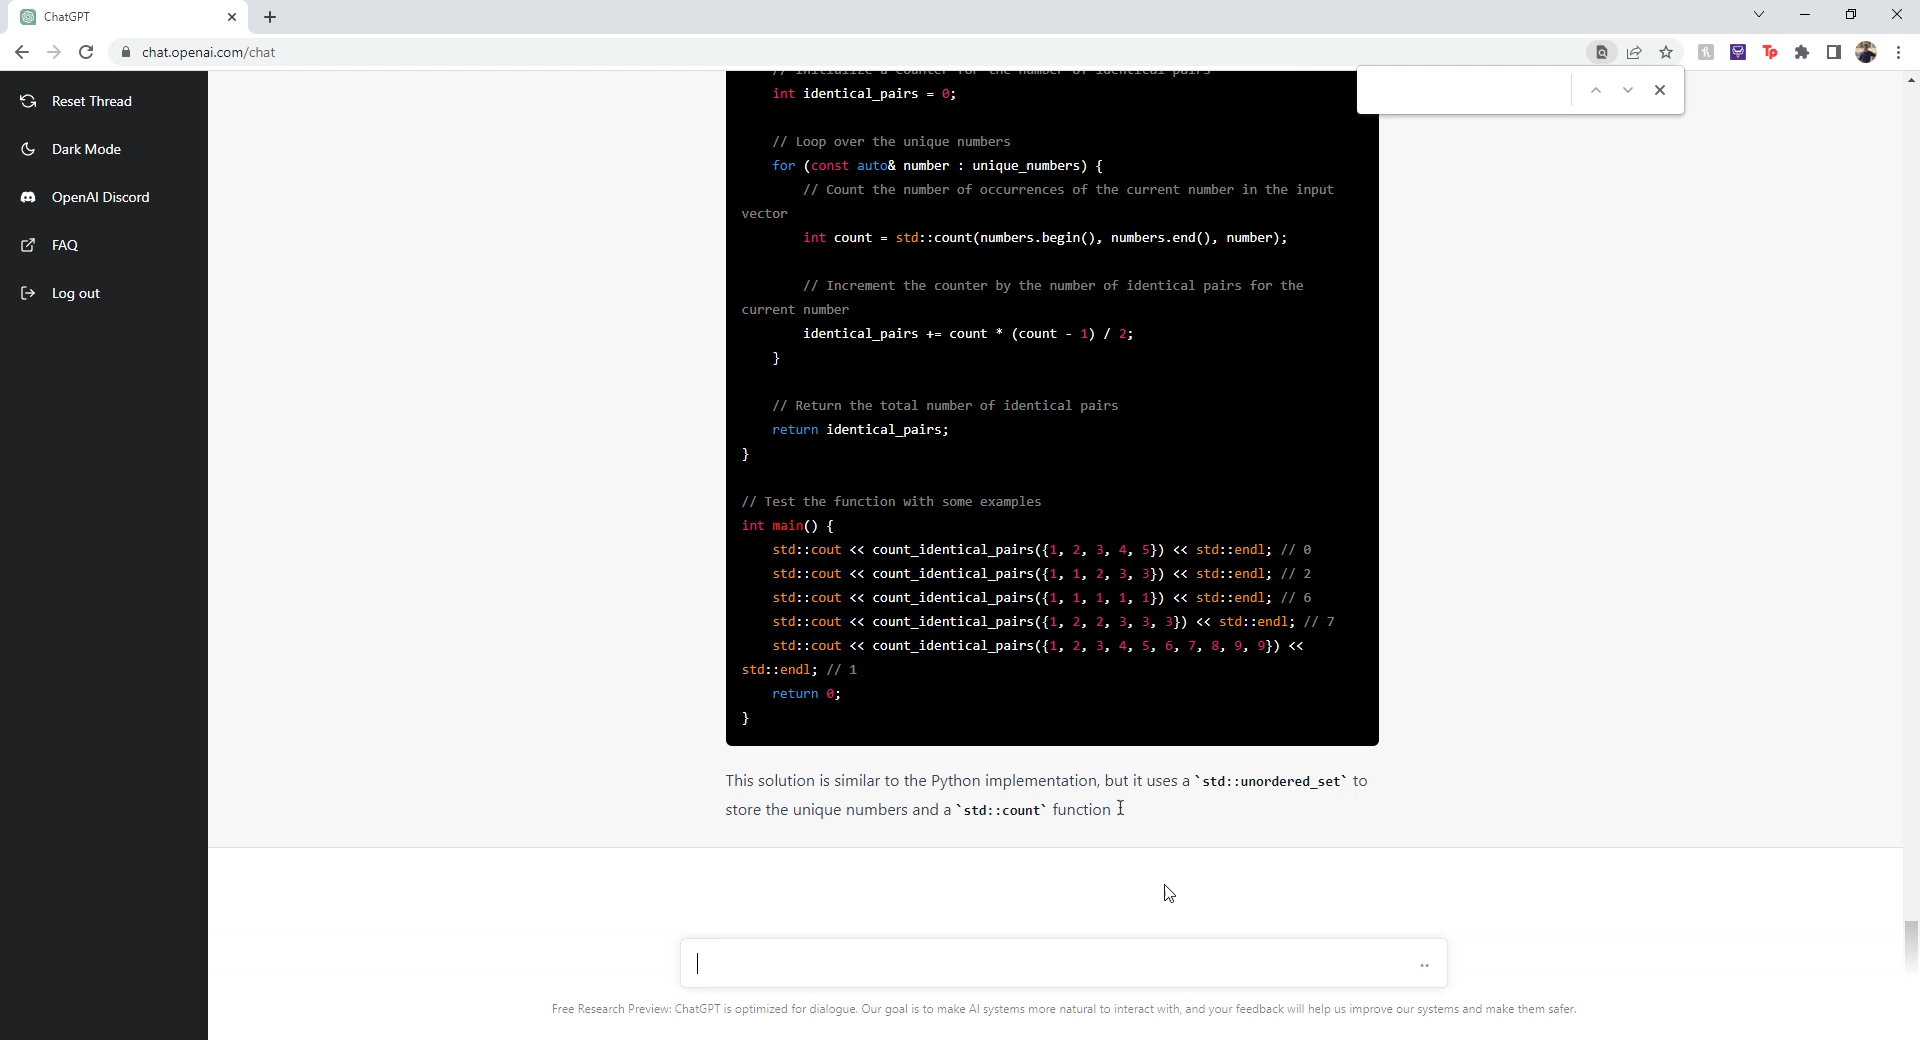 ChatGPT
chat.openai.com/chat
Tp
Reset Thread
Dark Mode
OpenAI Discord
FAQ
Log out
// Initialize a counter for the number of identical pairs
int identical_pairs = 0;
// Loop over the unique numbers
for (const auto& number : unique_numbers) {
// Count the number of occurrences of the current number in the input
vector
int count = std::count(numbers.begin(), numbers.end(), number);
// Increment the counter by the number of identical pairs for the
current number
identical_pairs += count * (count - 1) / 2;
}
// Return the total number of identical pairs
return identical_pairs;
}
// Test the function with some examples
int main() {
std::cout << count_identical_pairs({1, 2, 3, 4, 5}) << std::endl; // 0
std::cout << count_identical_pairs({1, 1, 2, 3, 3}) << std::endl; // 2
std::cout << count_identical_pairs({1, 1, 1, 1, 1}) << std::endl; // 6
std::cout << count_identical_pairs({1, 2, 2, 3, 3, 3}) << std::endl; // 7
std::cout << count_identical_pairs({1, 2, 3, 4, 5, 6, 7, 8, 9, 9}) <<
std::endl; // 1
return 0;
}
This solution is similar to the Python implementation, but it uses a `std::unordered_set` to
store the unique numbers and a `std::count` function
Free Research Preview: ChatGPT is optimized for dialogue. Our goal is to make AI systems more natural to interact with, and your feedback will help us improve our systems and make them safer.